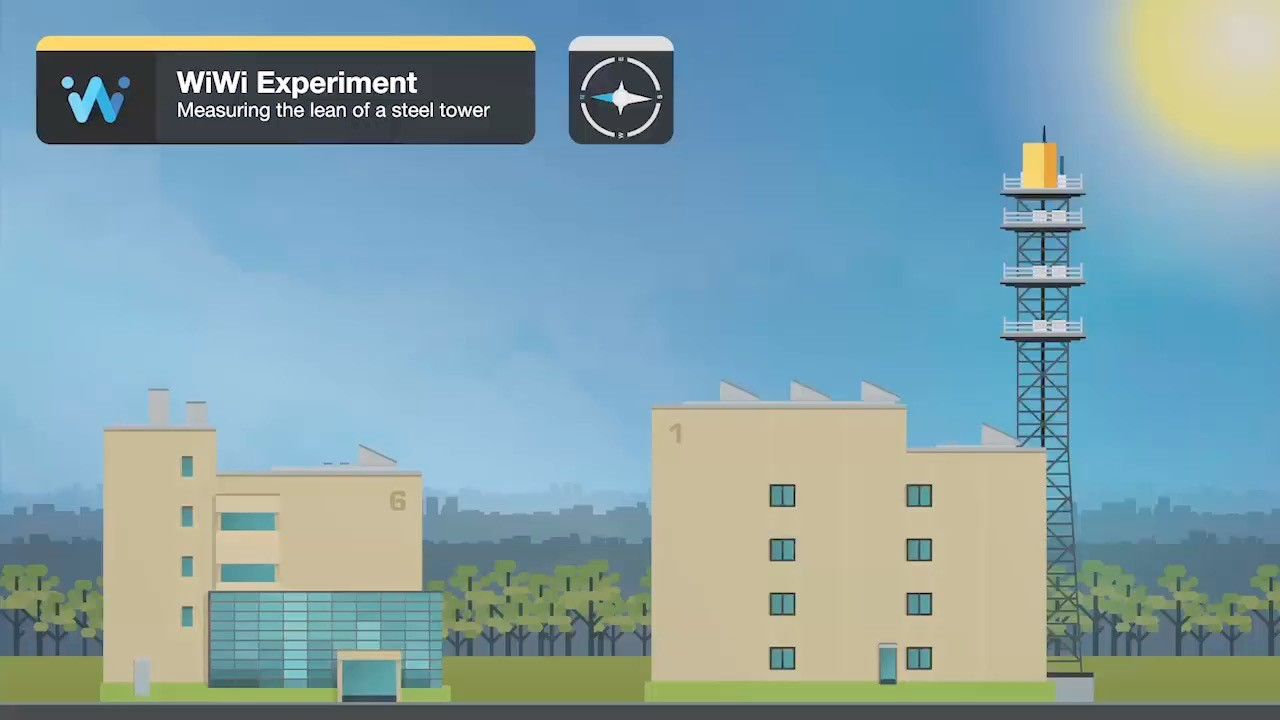 WiWi Experiment
Measuring the lean of a steel tower
E
N
S
W
1
6